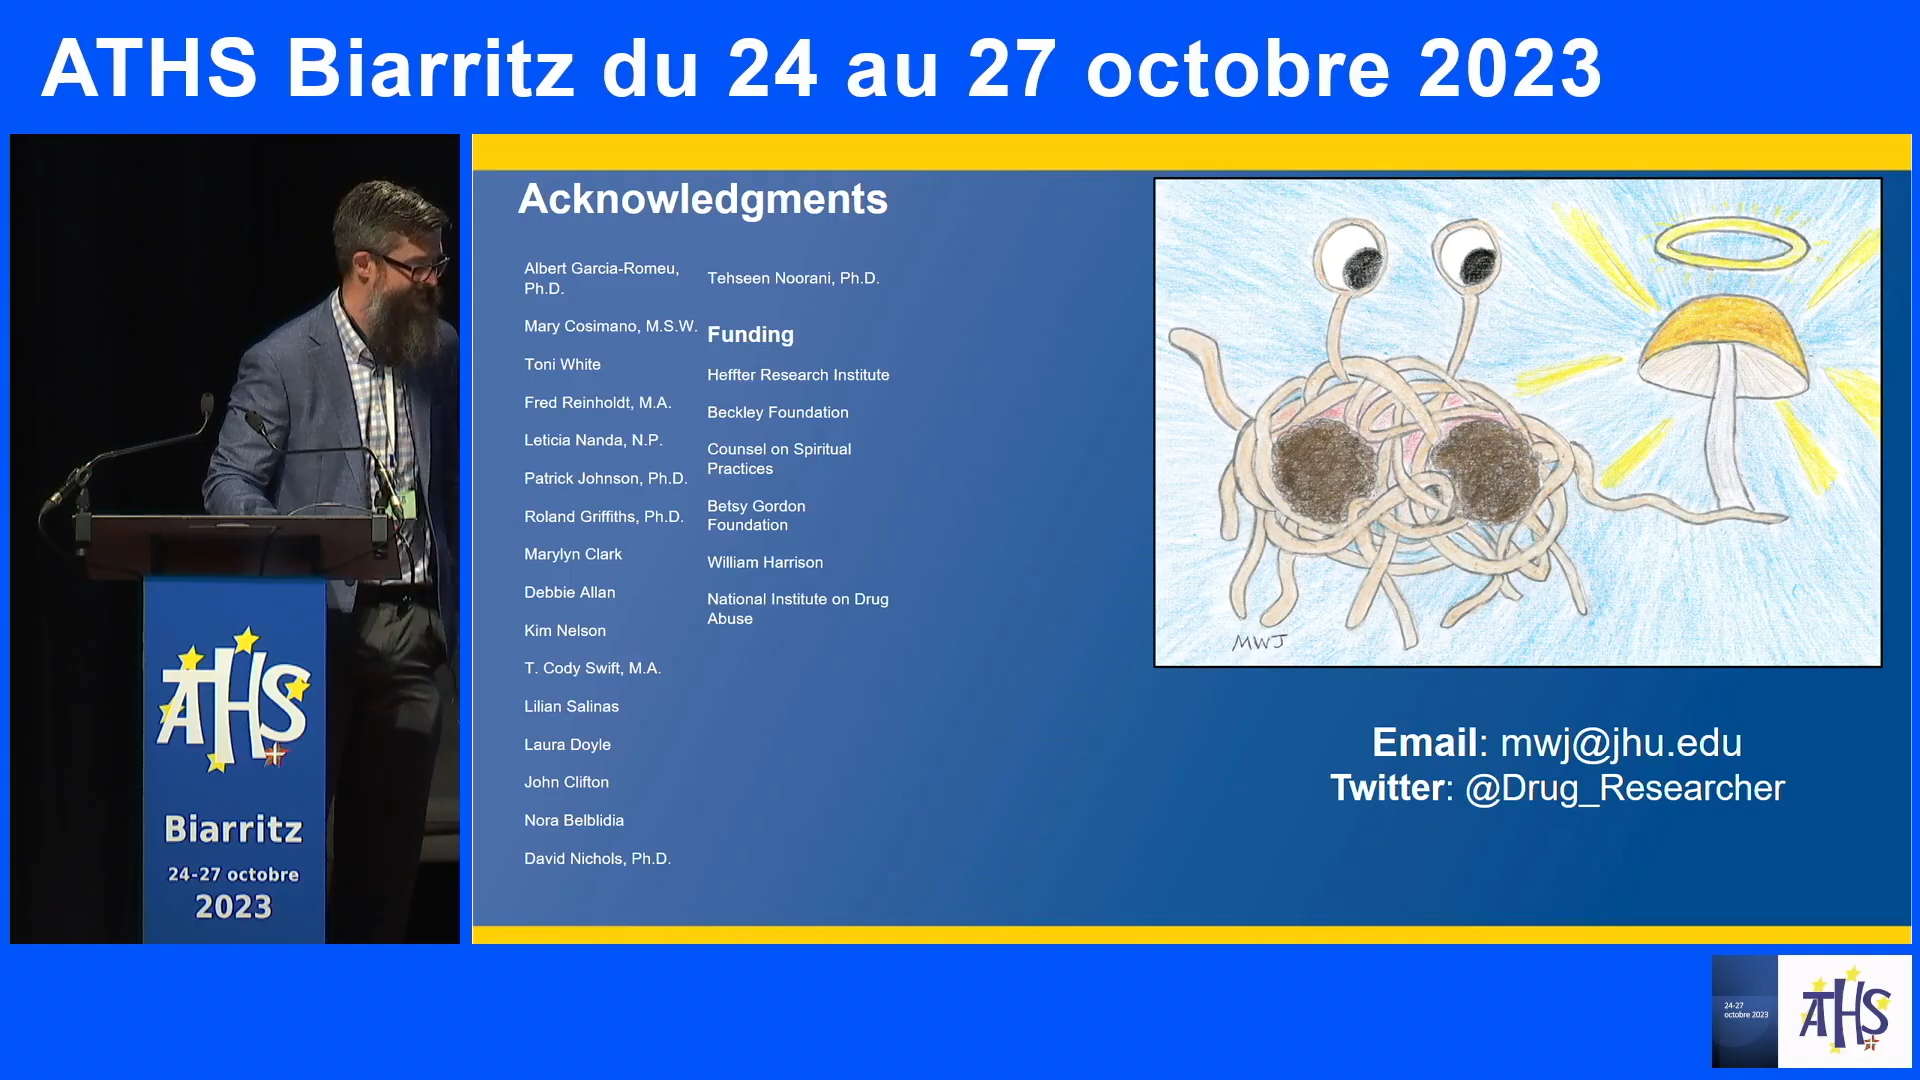 ATHS Biarritz du 24 au 27 octobre 2023
ATHS
Biarritz
24-27 octobre
2023
Acknowledgments
Albert Garcia-Romeu,
Ph.D.
Mary Cosimano, M.S.W.
Toni White
Fred Reinholdt, M.A.
Leticia Nanda, N.P.
Patrick Johnson, Ph.D.
Roland Griffiths, Ph.D.
Marylyn Clark
Debbie Allan
Kim Nelson
T. Cody Swift, M.A.
Lilian Salinas
Laura Doyle
John Clifton
Nora Belblidia
David Nichols, Ph.D.
Tehseen Noorani, Ph.D.
Funding
Heffter Research Institute
Beckley Foundation
Counsel on Spiritual
Practices
Betsy Gordon
Foundation
William Harrison
National Institute on Drug
Abuse
MWJ
Email: mwj@jhu.edu
Twitter: @Drug_Researcher
24-27
octobre 2023
ATHS